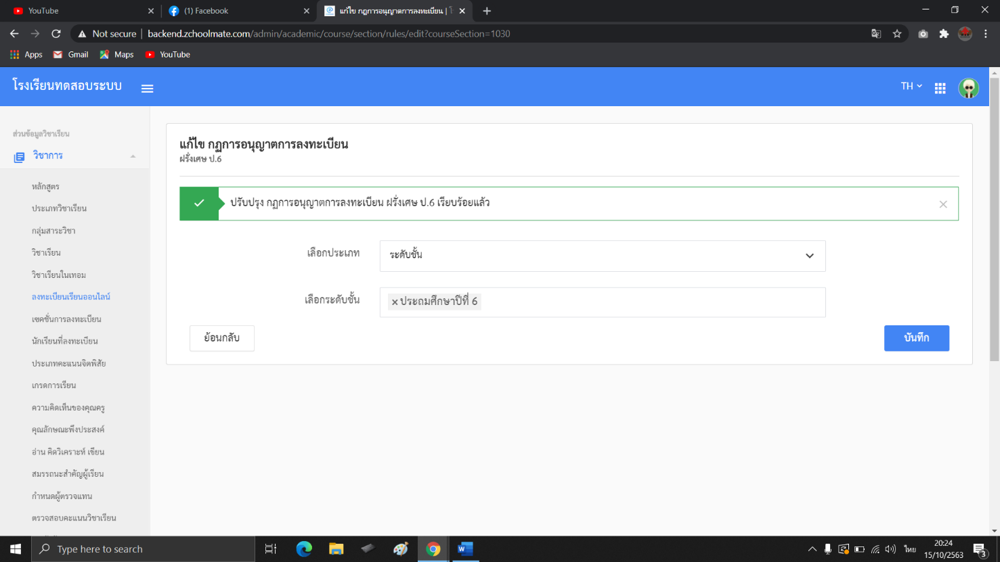 YouTube
(1) Facebook
แก้ไข กฎการอนุญาตการลงทะเบียน | โ
Not secure | backend.zchoolmate.com/admin/academic/course/section/rules/edit?courseSection=1030
Apps Gmail Maps YouTube
โรงเรียนทดสอบระบบ
TH
ส่วนข้อมูลวิชาเรียน
วิชาการ
หลักสูตร
ประเภทวิชาเรียน
กลุ่มสาระวิชา
วิชาเรียน
วิชาเรียนในเทอม
ลงทะเบียนเรียนออนไลน์
เซคชั่นการลงทะเบียน
นักเรียนที่ลงทะเบียน
ประเภทคะแนนจิตพิสัย
เกรดการเรียน
ความคิดเห็นของคุณครู
คุณลักษณะพึงประสงค์
อ่าน คิดวิเคราะห์ เขียน
สมรรถนะสำคัญผู้เรียน
กำหนดผู้ตรวจแทน
ตรวจสอบคะแนนวิชาเรียน
แก้ไข กฎการอนุญาตการลงทะเบียน
ฝรั่งเศษ ป.6
ปรับปรุง กฎการอนุญาตการลงทะเบียน ฝรั่งเศษ ป.6 เรียบร้อยแล้ว
×
เลือกประเภท ระดับชั้น
เลือกระดับชั้น ×ประถมศึกษาปีที่ 6
ย้อนกลับ บันทึก
Type here to search
ไทย
20:24
15/10/2563
3